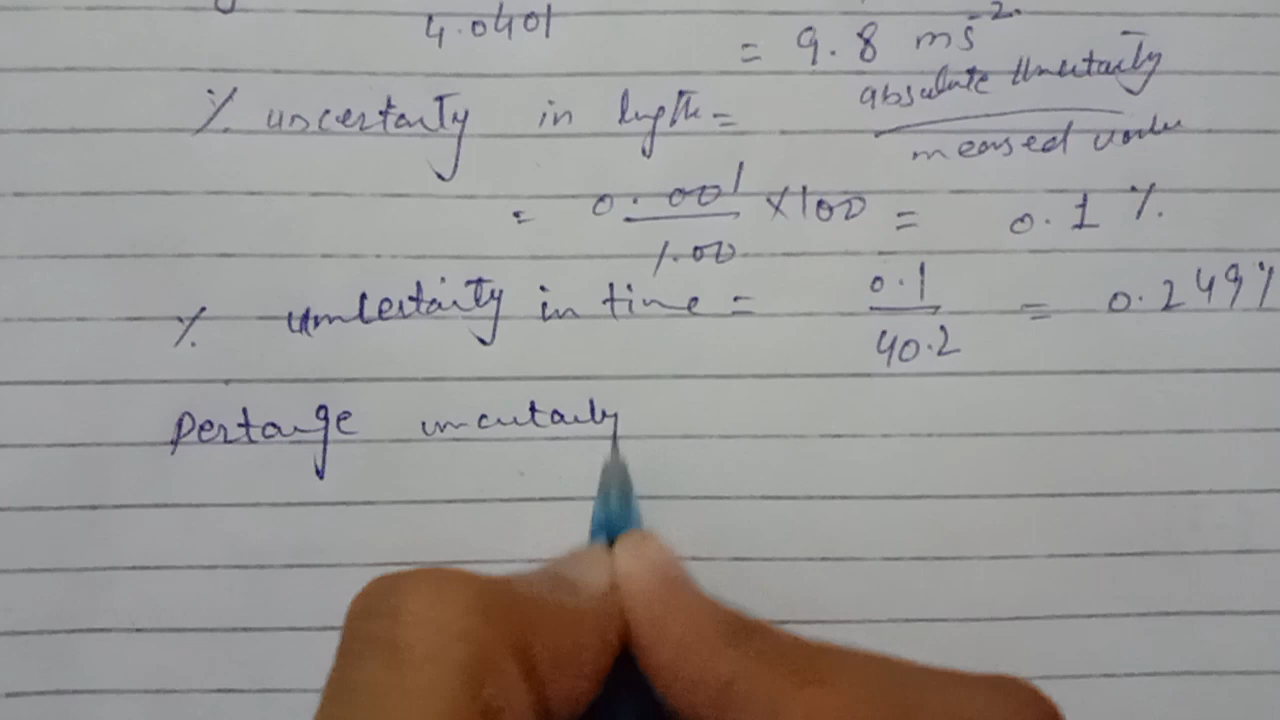 4.0401
= 9.8 ms-2.
% uncertainty in length = absolute uncertainty
measured value
= 0.001 × 100 = 0.1 %
1.00
% uncertainty in time = 0.1 = 0.249%
40.2
Pertange uncertainty